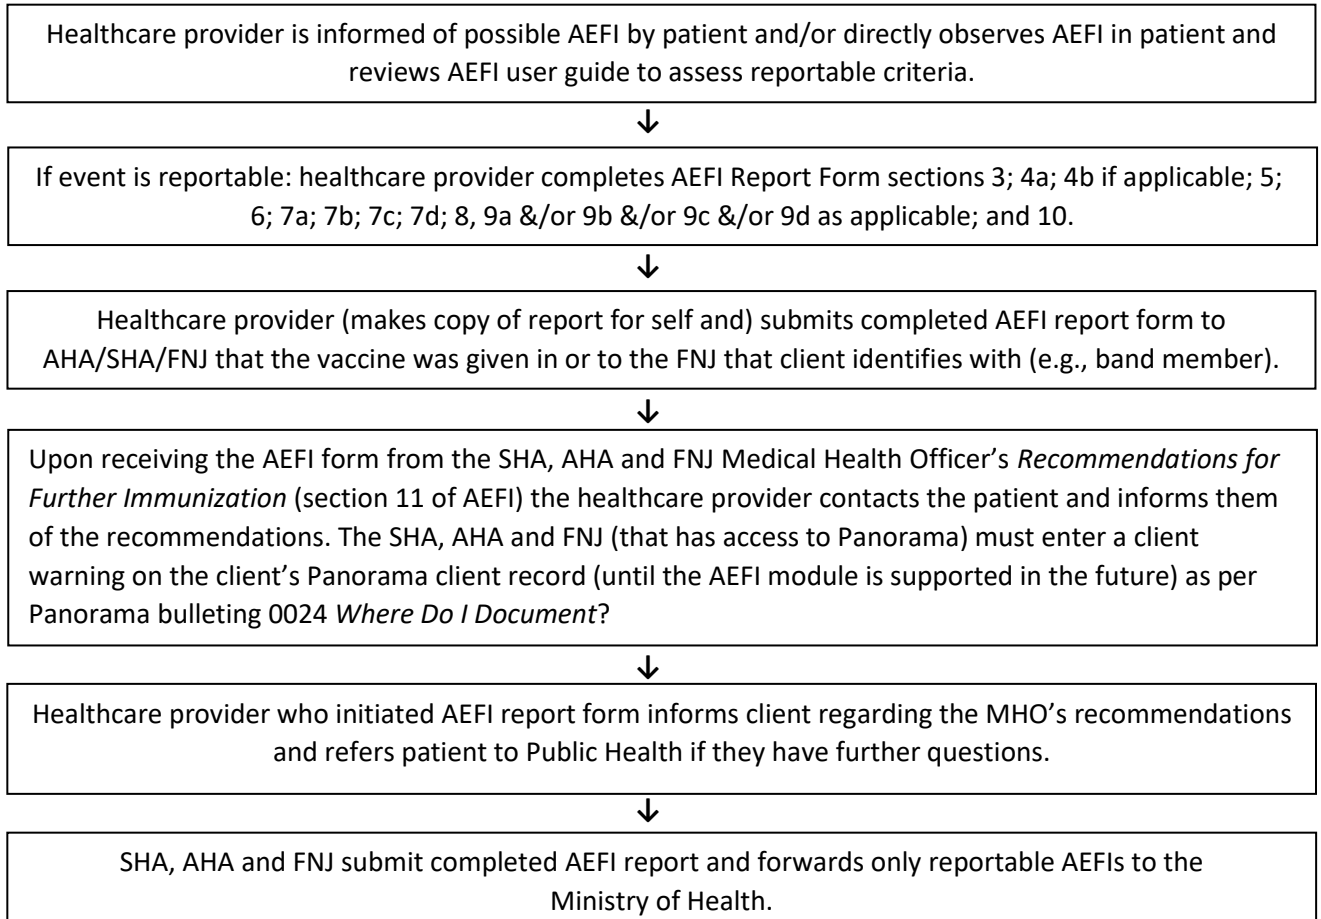 Healthcare provider is informed of possible AEFI by patient and/or directly observes AEFI in patient and
reviews AEFI user guide to assess reportable criteria.
↓
If event is reportable: healthcare provider completes AEFI Report Form sections 3; 4a; 4b if applicable; 5;
6; 7a; 7b; 7c; 7d; 8, 9a &/or 9b &/or 9c &/or 9d as applicable; and 10.
↓
Healthcare provider (makes copy of report for self and) submits completed AEFI report form to
AHA/SHA/FNJ that the vaccine was given in or to the FNJ that client identifies with (e.g., band member).
↓
Upon receiving the AEFI form from the SHA, AHA and FNJ Medical Health Officer’s Recommendations for
Further Immunization (section 11 of AEFI) the healthcare provider contacts the patient and informs them
of the recommendations. The SHA, AHA and FNJ (that has access to Panorama) must enter a client
warning on the client’s Panorama client record (until the AEFI module is supported in the future) as per
Panorama bulleting 0024 Where Do I Document?
↓
Healthcare provider who initiated AEFI report form informs client regarding the MHO’s recommendations
and refers patient to Public Health if they have further questions.
↓
SHA, AHA and FNJ submit completed AEFI report and forwards only reportable AEFIs to the
Ministry of Health.